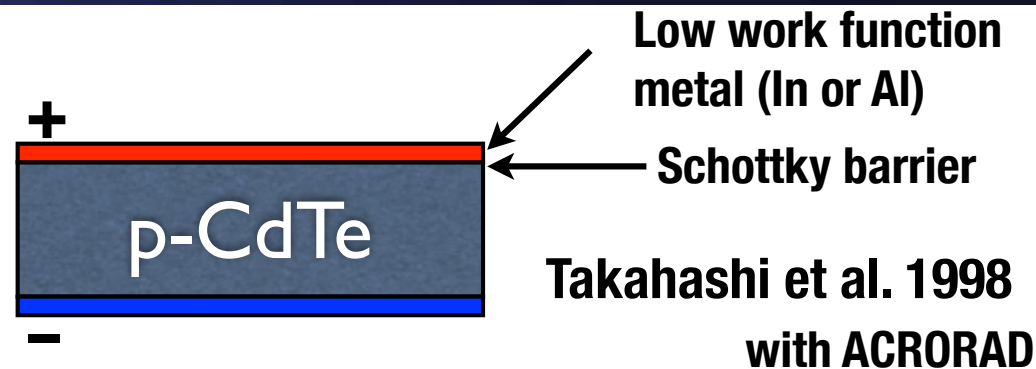 Low work function
metal (In or Al)
+
Schottky barrier
p-CdTe
Takahashi et al. 1998
–
with ACRORAD